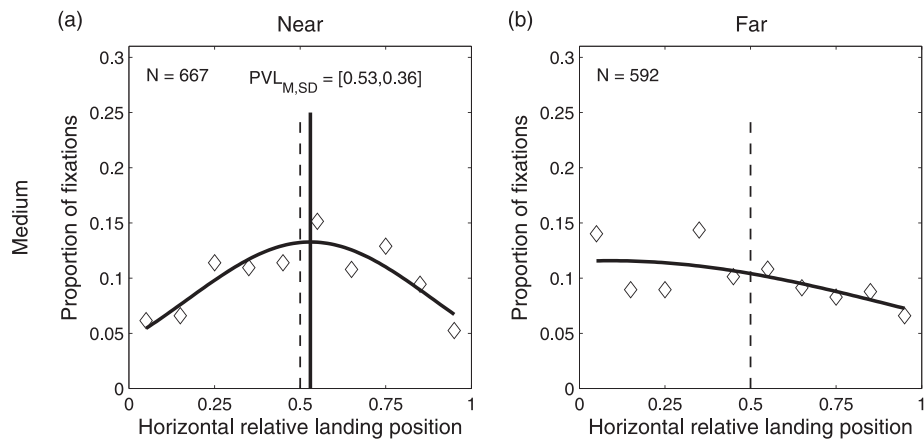 (a) Near
N = 667 PVL M,SD = [0.53,0.36]
0.3
0.25
0.2
0.15
0.1
0.05
0
0 0.25 0.5 0.75 1
Horizontal relative landing position
Proportion of fixations
Medium
(b) Far
N = 592
0.3
0.25
0.2
0.15
0.1
0.05
0
0 0.25 0.5 0.75 1
Horizontal relative landing position
Proportion of fixations